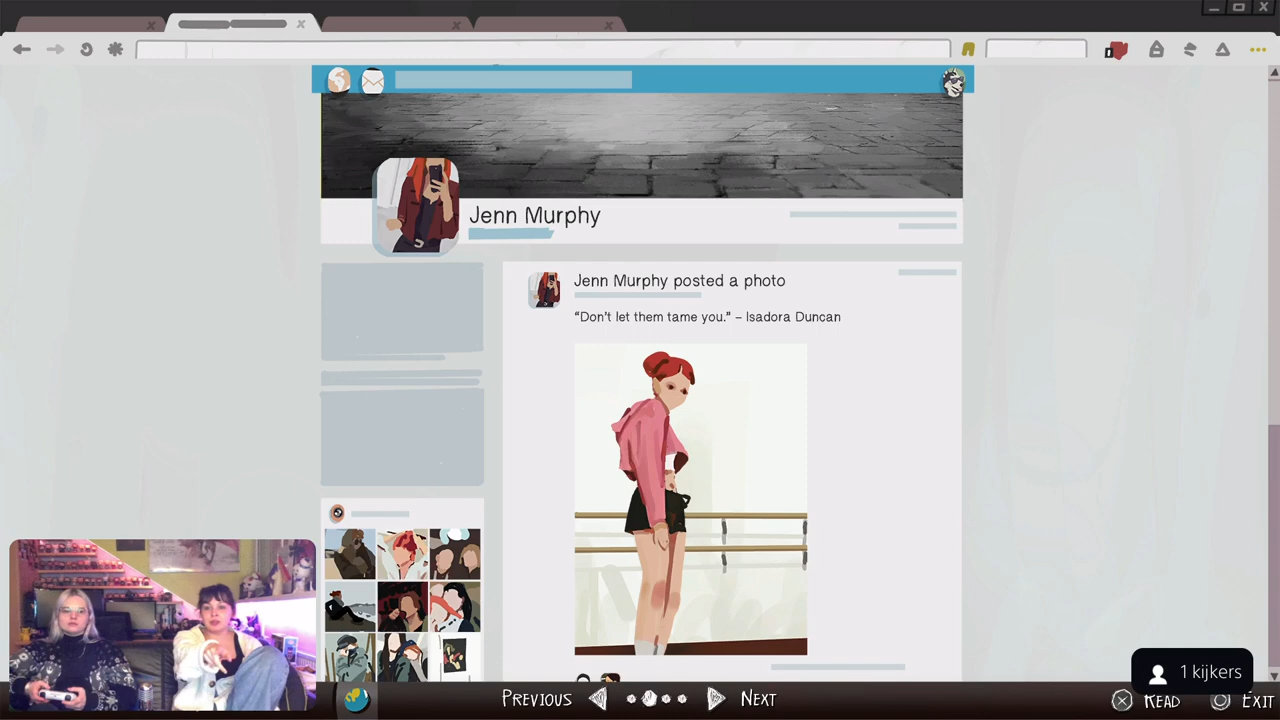 Jenn Murphy
Jenn Murphy posted a photo
“Don’t let them tame you.” – Isadora Duncan
1 kijkers
Previous
Next
Read
Exit